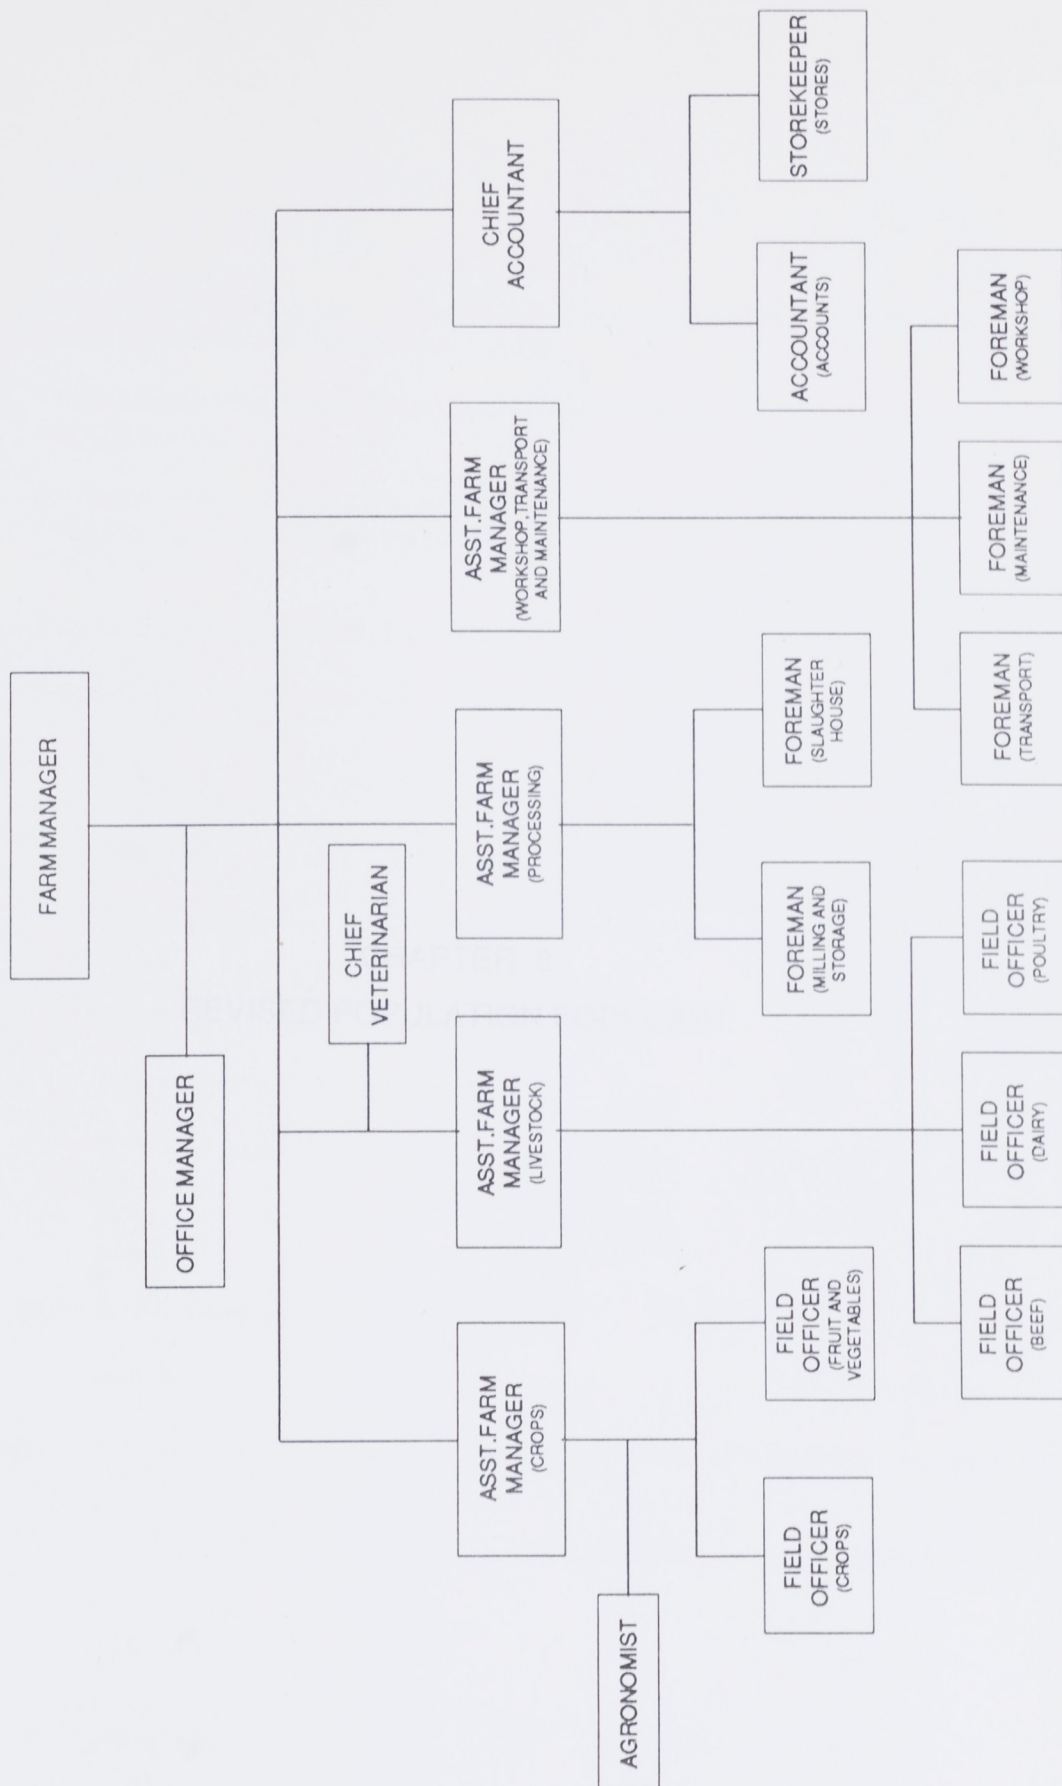 FARM MANAGER
OFFICE MANAGER
CHIEF
VETERINARIAN
ASST.FARM
MANAGER
(CROPS)
ASST.FARM
MANAGER
(LIVESTOCK)
ASST.FARM
MANAGER
(PROCESSING)
ASST.FARM
MANAGER
(WORKSHOP,TRANSPORT
AND MAINTENANCE)
CHIEF
ACCOUNTANT
AGRONOMIST
FIELD
OFFICER
(CROPS)
FIELD
OFFICER
(FRUIT AND
VEGETABLES)
FOREMAN
(MILLING AND
STORAGE)
FOREMAN
(SLAUGHTER
HOUSE)
ACCOUNTANT
(ACCOUNTS)
STOREKEEPER
(STORES)
FIELD
OFFICER
(BEEF)
FIELD
OFFICER
(DAIRY)
FIELD
OFFICER
(POULTRY)
FOREMAN
(TRANSPORT)
FOREMAN
(MAINTENANCE)
FOREMAN
(WORKSHOP)